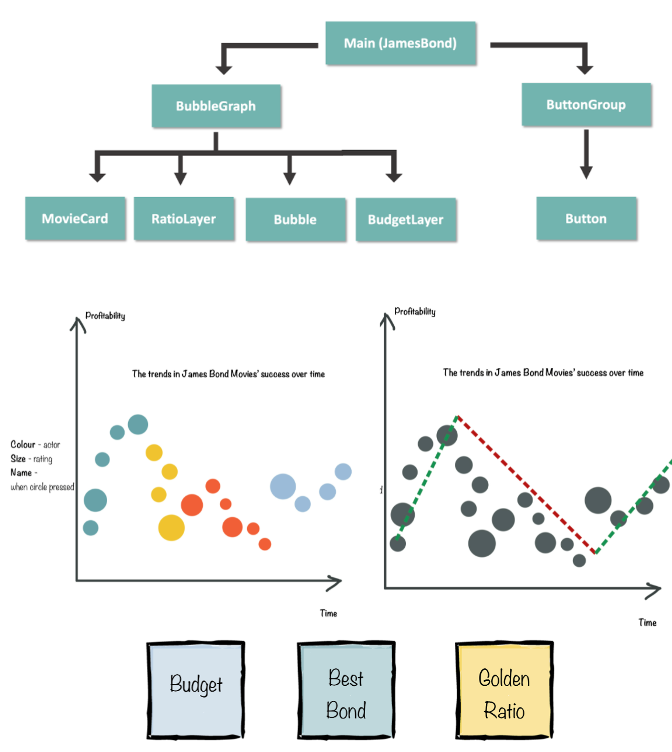 Main (JamesBond)
BubbleGraph
ButtonGroup
MovieCard
RatioLayer
Bubble
BudgetLayer
Button
Profitability
The trends in James Bond Movies' success over time
Colour - actor
Size - rating
Name -
when circle pressed
Time
Profitability
The trends in James Bond Movies' success over time
Time
Budget
Best
Bond
Golden
Ratio